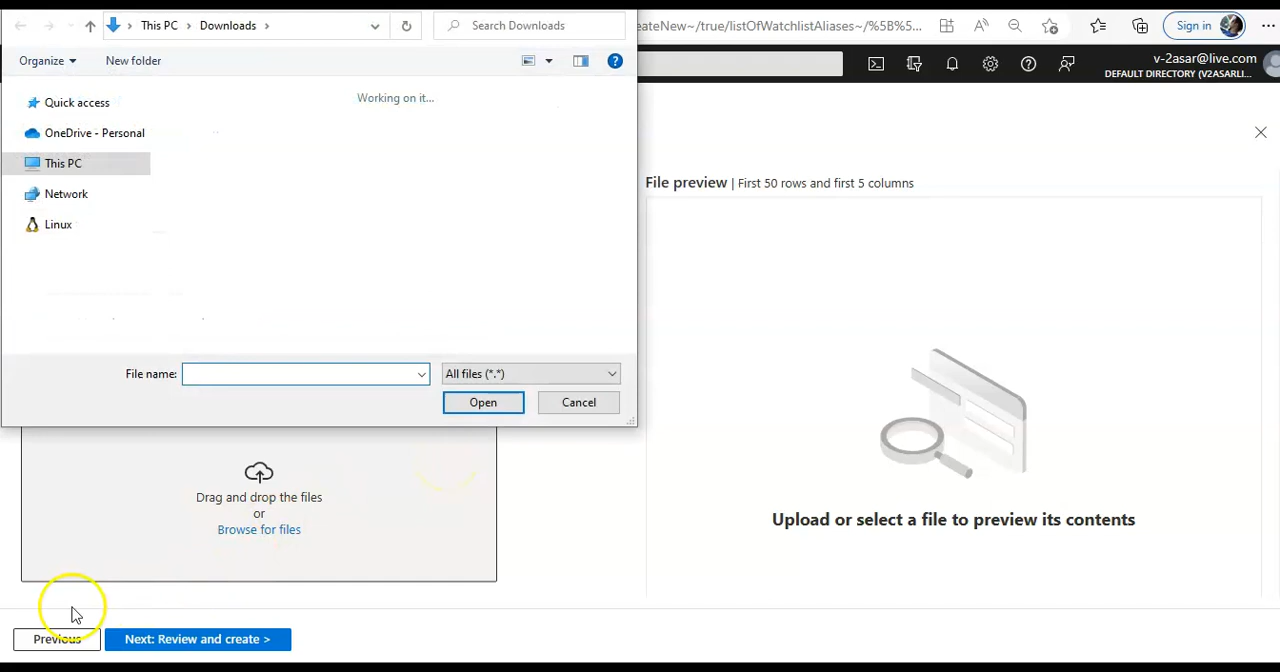 This PC > Downloads >
Search Downloads
eateNew~/true/listOfWatchlistAliases~/%5B%5...
Sign in
Organize
New folder
v-2asar@live.com
DEFAULT DIRECTORY (V2ASARLI...
Quick access
Working on it...
OneDrive - Personal
This PC
Network
Linux
File preview | First 50 rows and first 5 columns
File name:
All files (*.*)
Open
Cancel
Drag and drop the files
or
Browse for files
Upload or select a file to preview its contents
Previous
Next: Review and create >